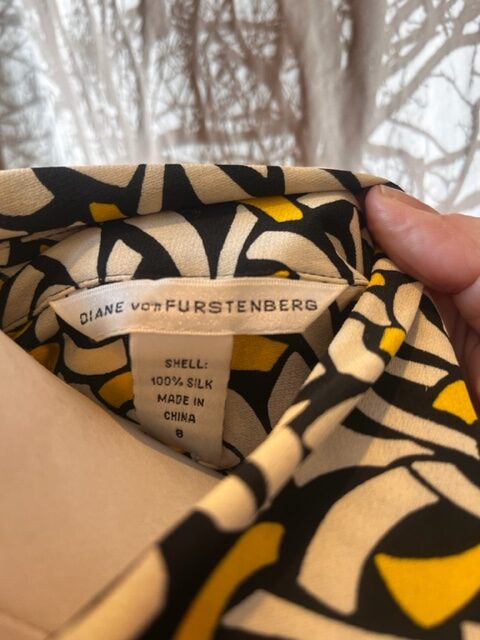 DIANE von FURSTENBERG
SHELL:
100% SILK
MADE IN
CHINA
8